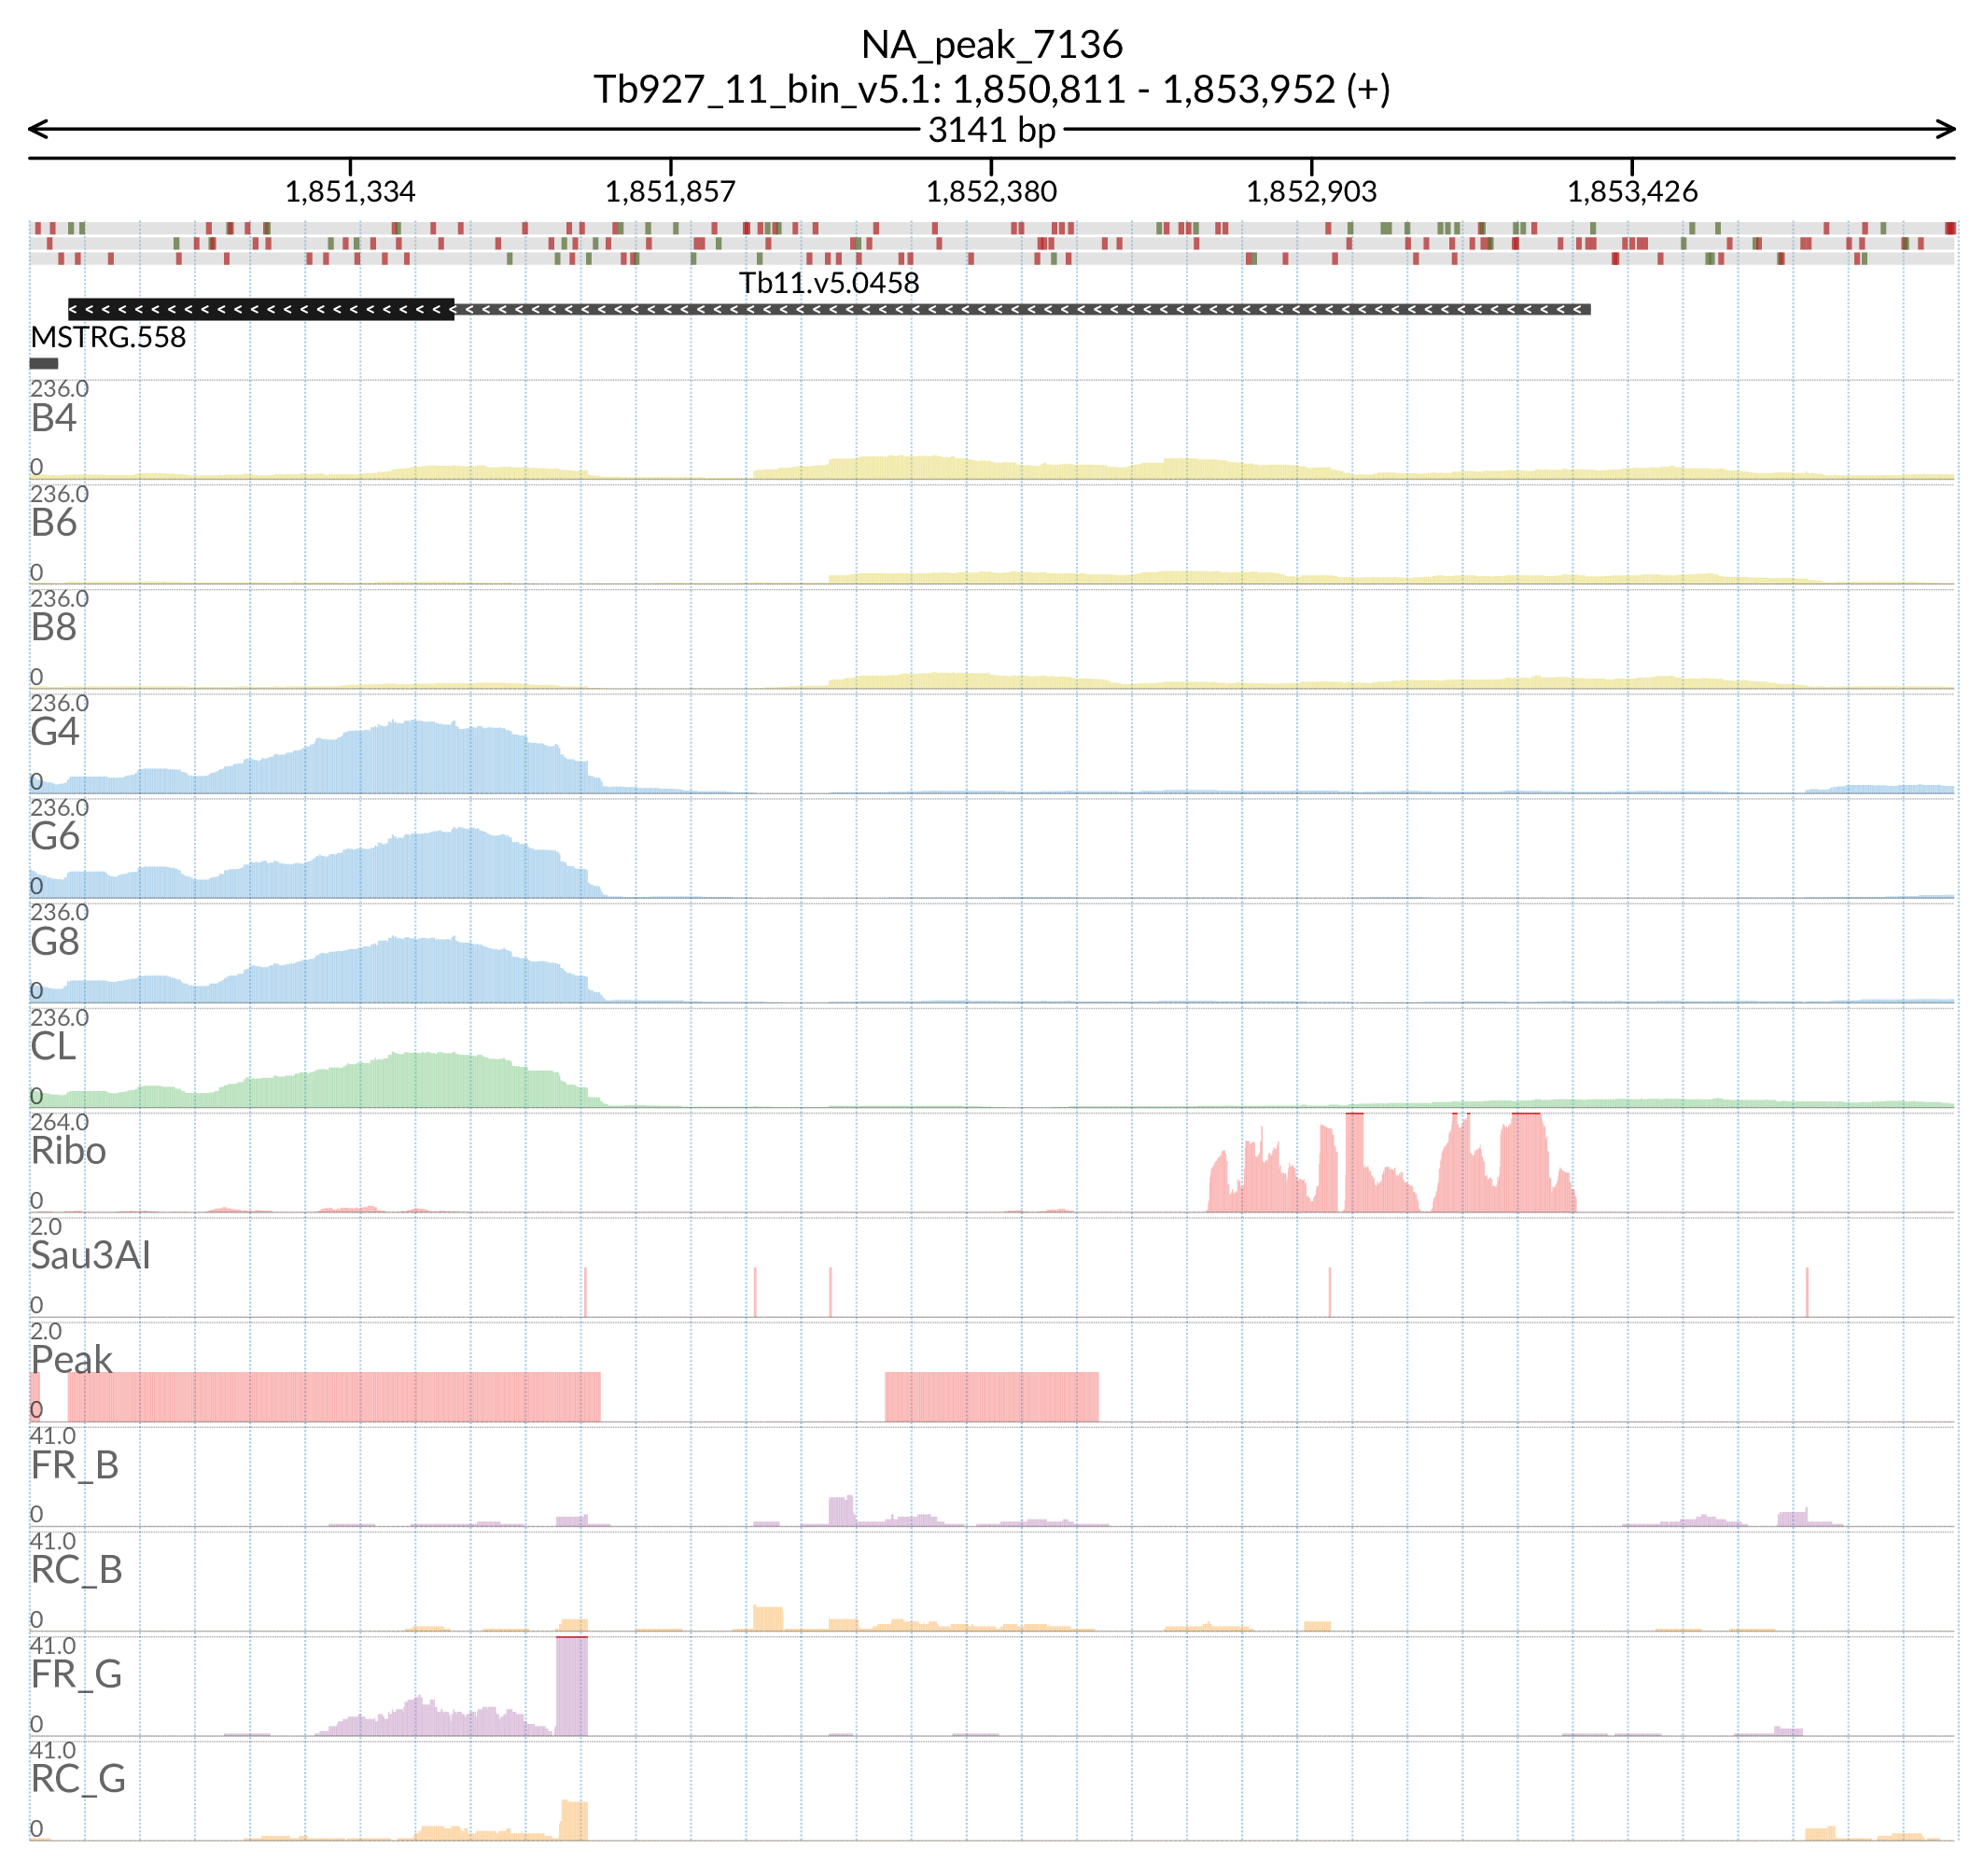 NA_peak_7136
Tb927_11_bin_v5.1: 1,850,811 - 1,853,952 (+)
3141 bp
1,851,334 1,851,857 1,852,380 1,852,903 1,853,426
Tb11.v5.0458
MSTRG.558
236.0
B4
0
236.0
B6
0
236.0
B8
0
236.0
G4
0
236.0
G6
0
236.0
G8
0
236.0
CL
0
264.0
Ribo
0
2.0
Sau3AI
0
2.0
Peak
0
41.0
FR_B
0
41.0
RC_B
0
41.0
FR_G
0
41.0
RC_G
0